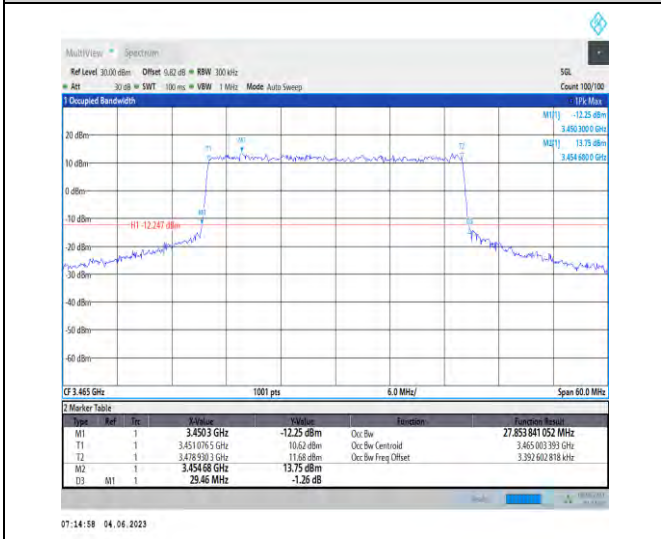 MultiView Spectrum
Ref Level 30.00 dBm Offset 9.82 dB RBW 300 kHz SGL
Att 30 dB SWT 100 ms VBW 1 MHz Mode Auto Sweep Count 100/100
1 Occupied Bandwidth 1Pk Max
M1[1] -12.25 dBm
3.450 300 0 GHz
M2[1] 13.75 dBm
3.454 680 0 GHz
20 dBm
T1
T2
10 dBm
0 dBm
-10 dBm
H1 -12.247 dBm
-20 dBm
-30 dBm
-40 dBm
-50 dBm
-60 dBm
CF 3.465 GHz 1001 pts 6.0 MHz/ Span 60.0 MHz
2 Marker Table
Type Ref Trc X-Value Y-Value Function Function Result
M1 1 3.450 3 GHz -12.25 dBm Occ Bw 27.853 841 052 MHz
T1 1 3.451 076 5 GHz 10.62 dBm Occ Bw Centroid 3.465 003 393 GHz
T2 1 3.478 930 3 GHz 11.68 dBm Occ Bw Freq Offset 3.392 602 818 kHz
M2 1 3.454 68 GHz 13.75 dBm
D3 M1 1 29.46 MHz -1.26 dB
07:14:58 04.06.2023